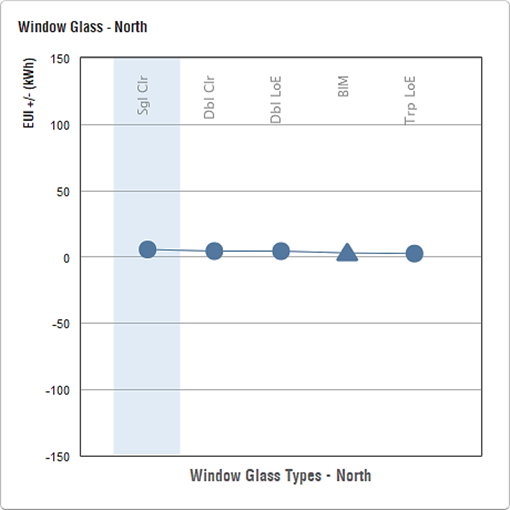 Window Glass - North
EUI +/- (kWh)
150
100
50
0
-50
-100
-150
Sgl Clr
Dbl Clr
Dbl LoE
BIM
Trp LoE
Window Glass Types - North